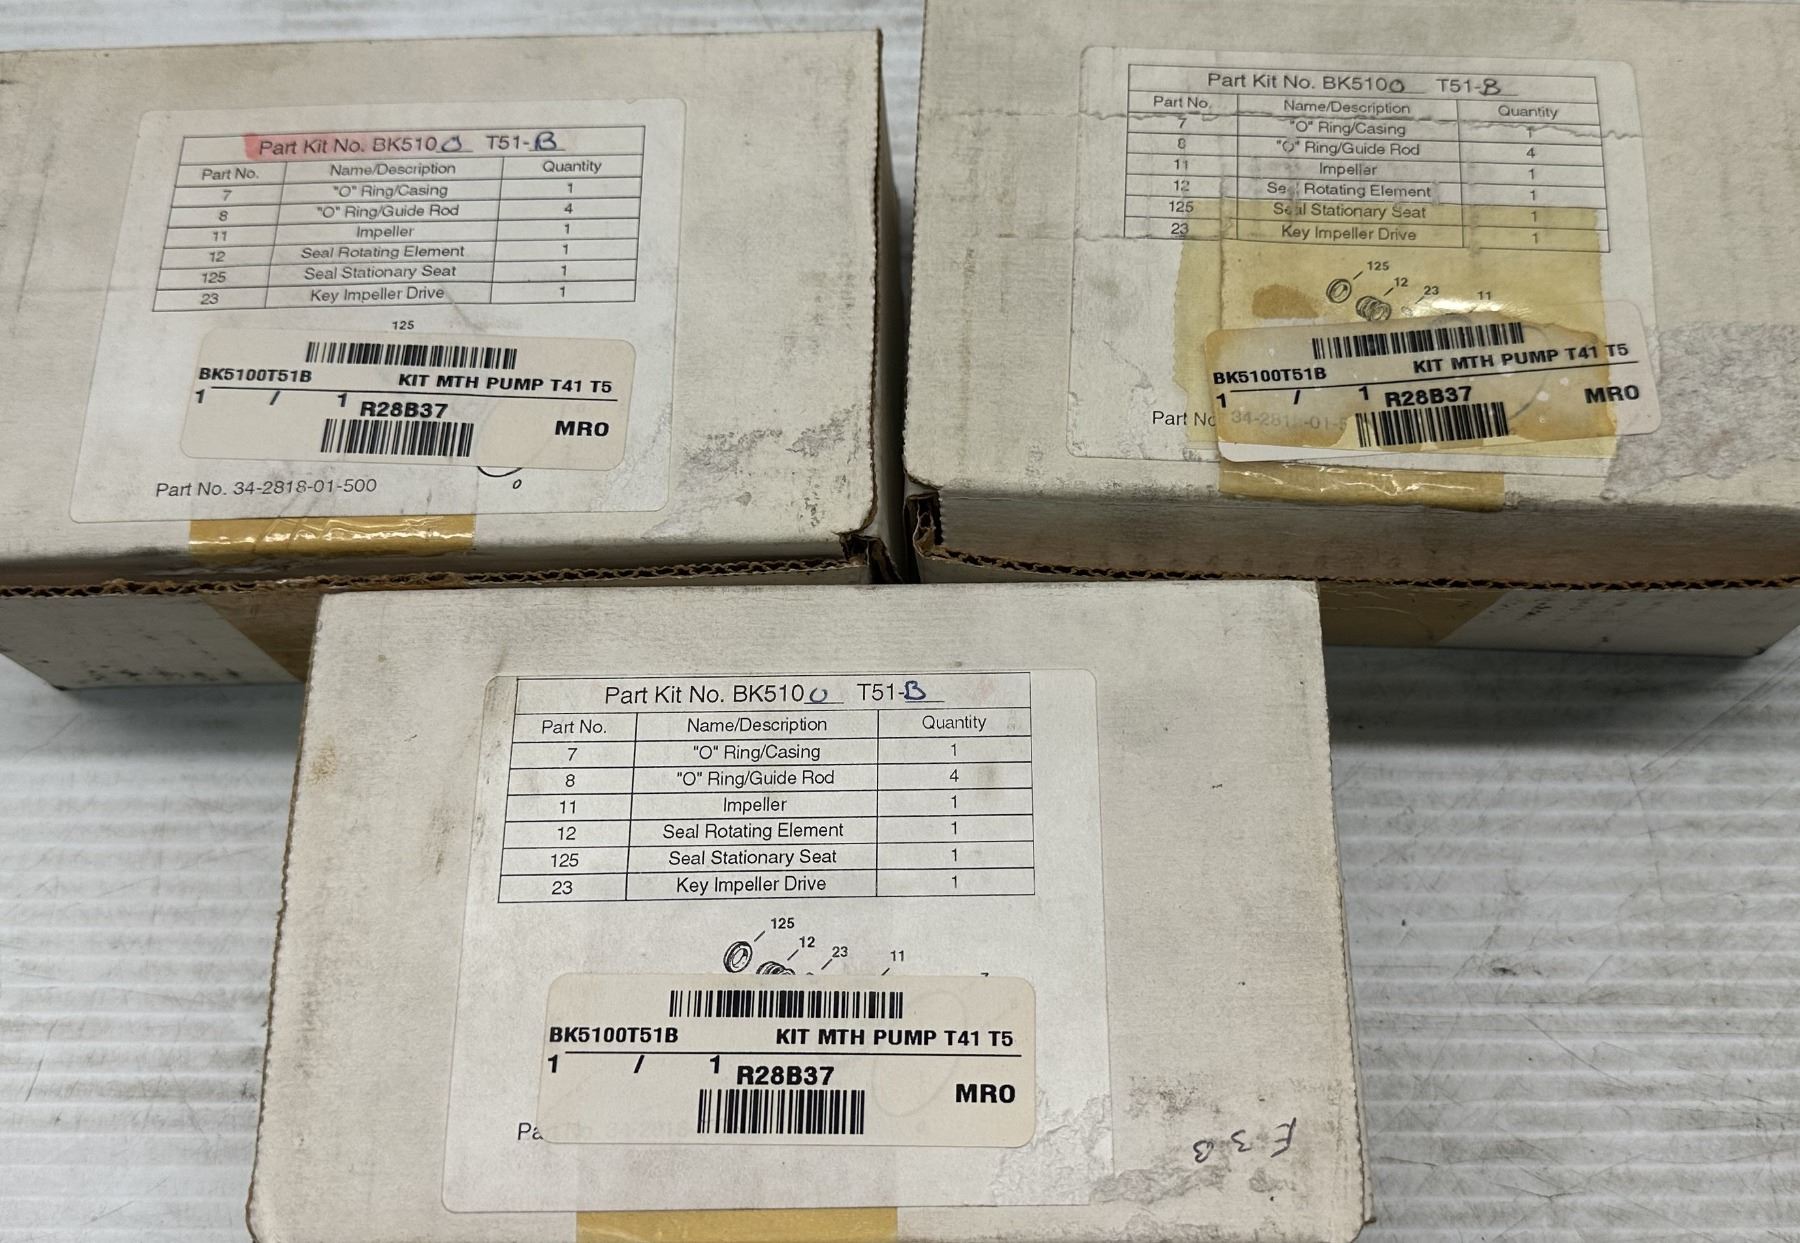 Part Kit No. BK5100 T51-B
Part No. Name/Description Quantity
7 "O" Ring/Casing 1
8 "O" Ring/Guide Rod 4
11 Impeller 1
12 Seal Rotating Element 1
125 Seal Stationary Seat 1
23 Key Impeller Drive 1
125
BK5100T51B KIT MTH PUMP T41 T5
1 / 1 R28B37
MRO
Part No. 34-2818-01-500
Part Kit No. BK5100 T51-B
Part No. Name/Description Quantity
7 "O" Ring/Casing 1
8 "O" Ring/Guide Rod 4
11 Impeller 1
12 Seal Rotating Element 1
125 Seal Stationary Seat 1
23 Key Impeller Drive 1
125
12
23
11
BK5100T51B KIT MTH PUMP T41 T5
1 / 1 R28B37
MRO
Part No 34-2818-01-5
Part Kit No. BK5100 T51-B
Part No. Name/Description Quantity
7 "O" Ring/Casing 1
8 "O" Ring/Guide Rod 4
11 Impeller 1
12 Seal Rotating Element 1
125 Seal Stationary Seat 1
23 Key Impeller Drive 1
125
12
23
11
7
BK5100T51B KIT MTH PUMP T41 T5
1 / 1 R28B37
MRO
E3B